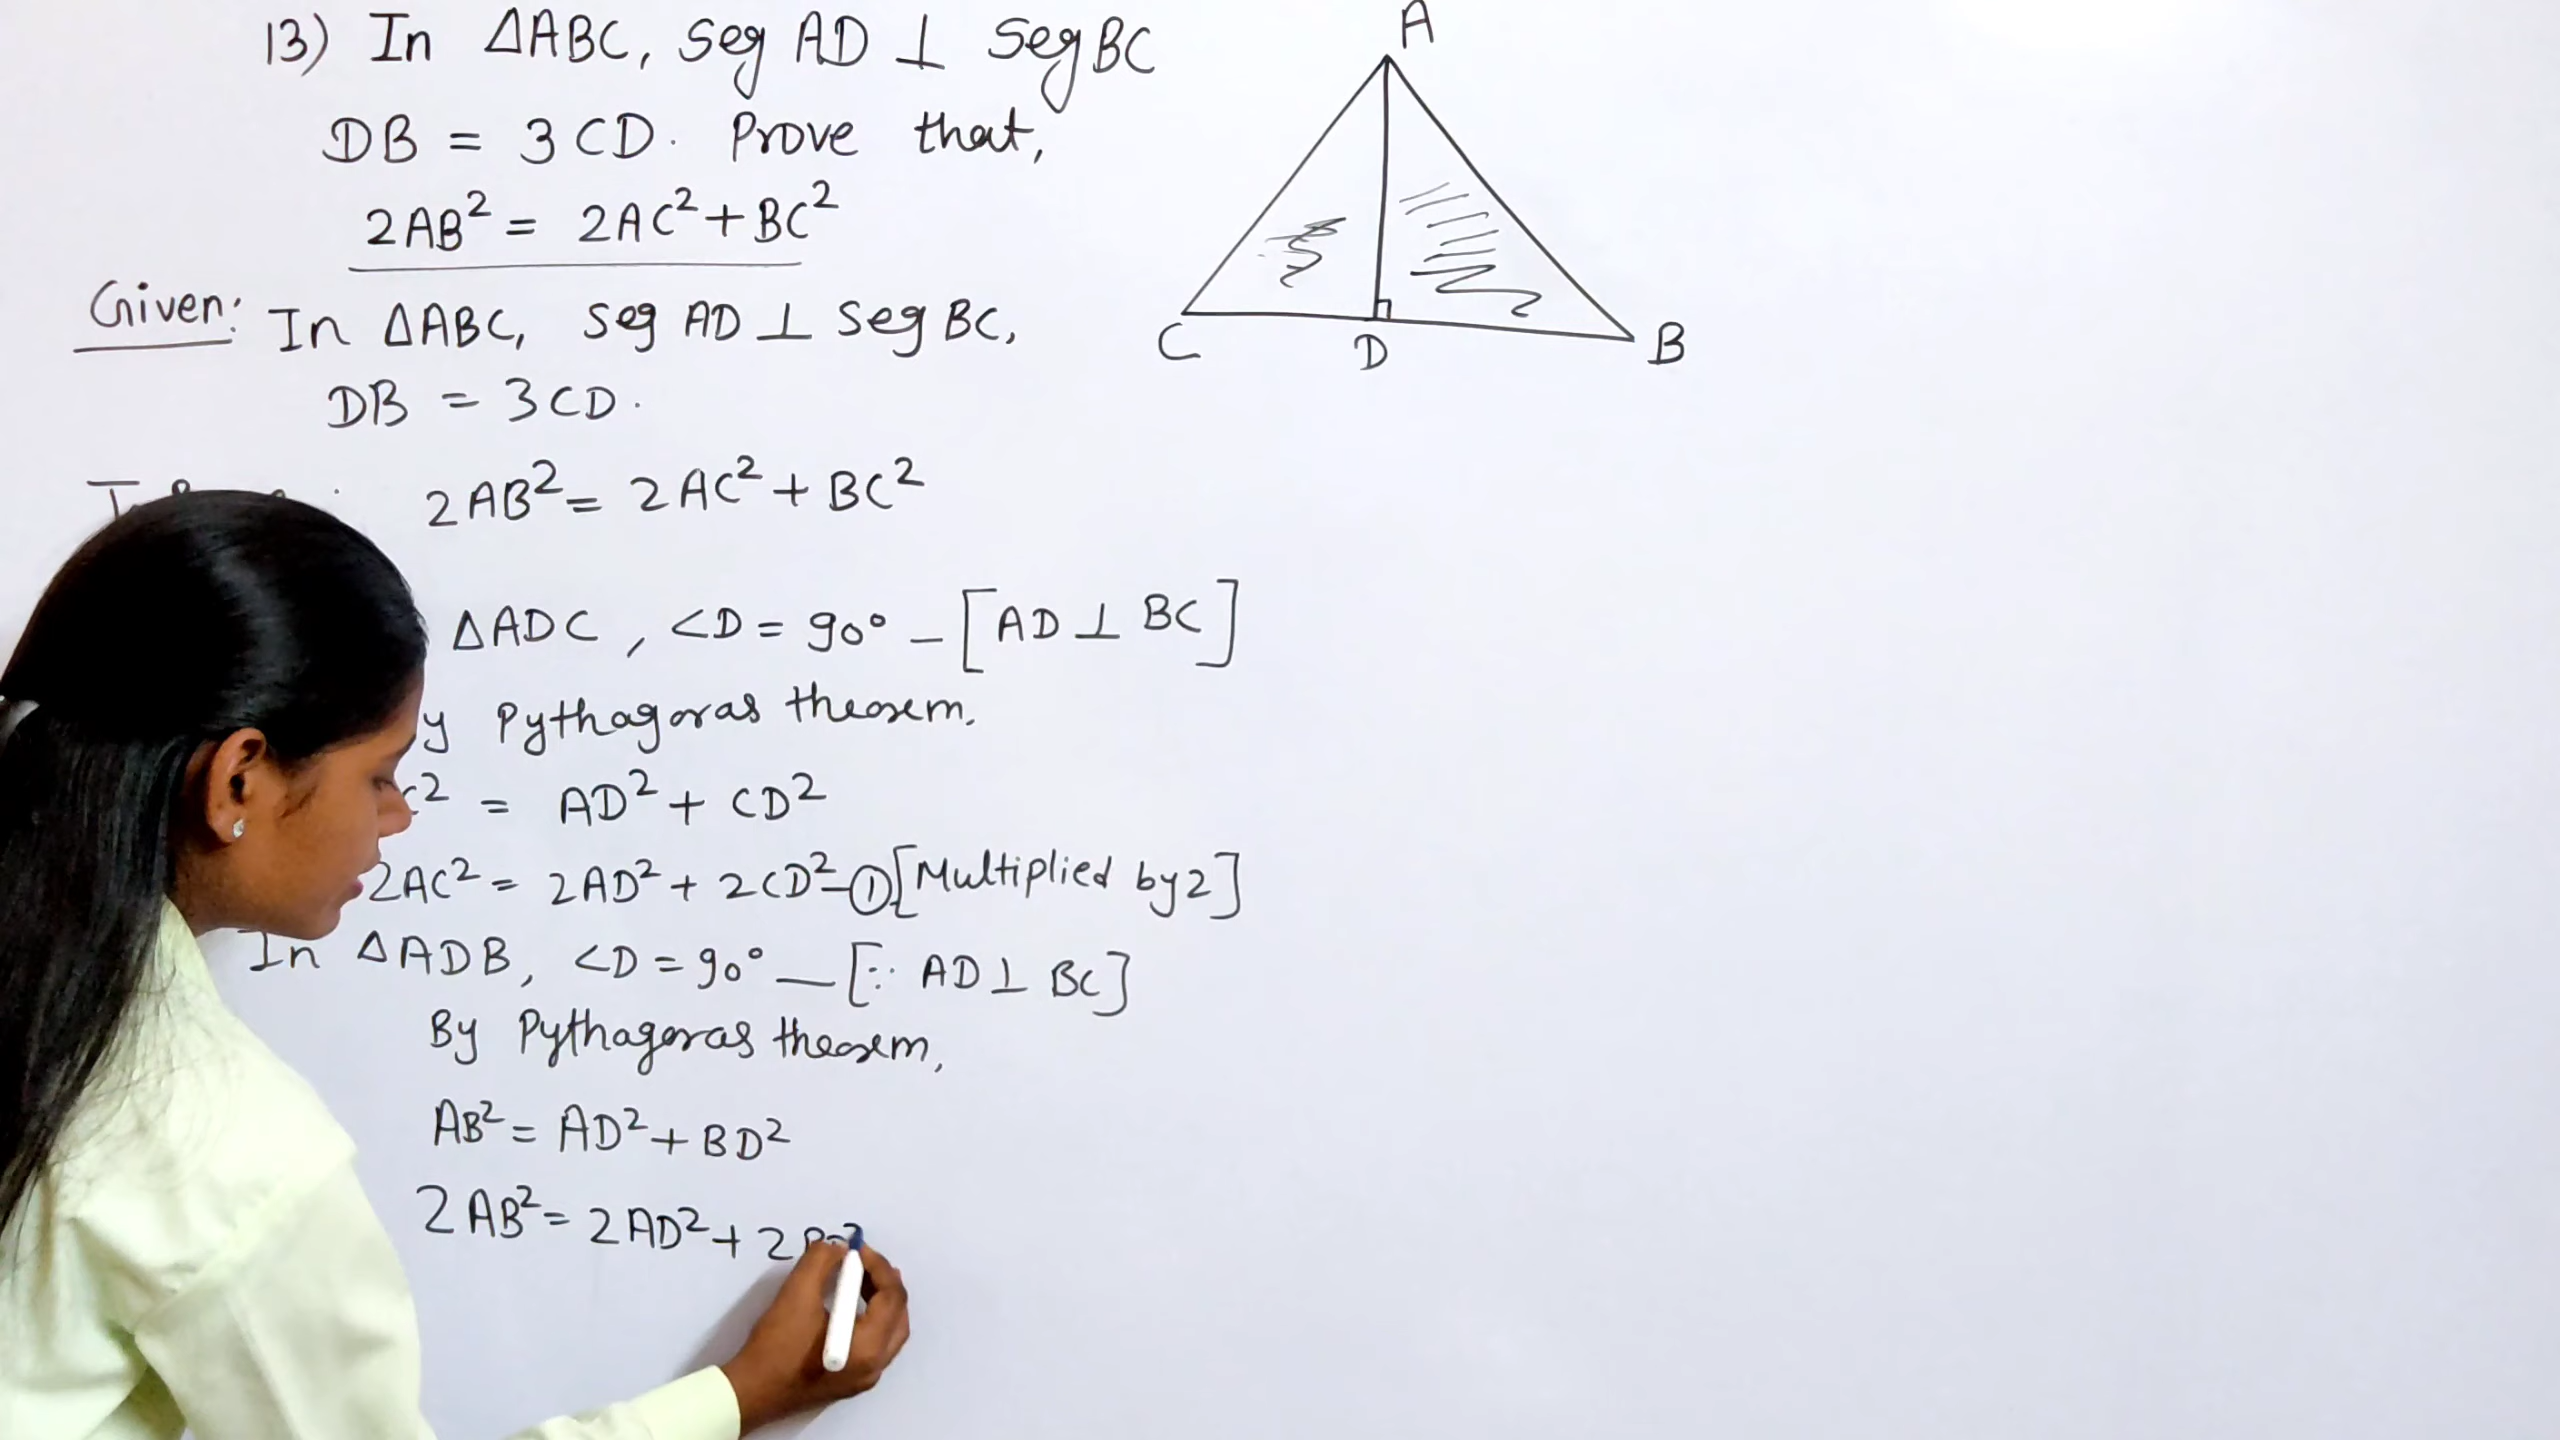 13) In ΔABC, seg AD ⊥ seg BC
DB = 3CD. Prove that,
2AB² = 2AC² + BC²
Given: In ΔABC, seg AD ⊥ seg BC,
DB = 3CD.
2AB² = 2AC² + BC²
ΔADC, <D = 90° - [AD ⊥ BC]
Pythagoras theorem.
² = AD² + CD²
2AC² = 2AD² + 2CD² - ① [Multiplied by 2]
In ΔADB, <D = 90° — [∵ AD ⊥ BC]
By Pythagoras theorem,
AB² = AD² + BD²
2AB² = 2AD² + 2
A
C
D
B